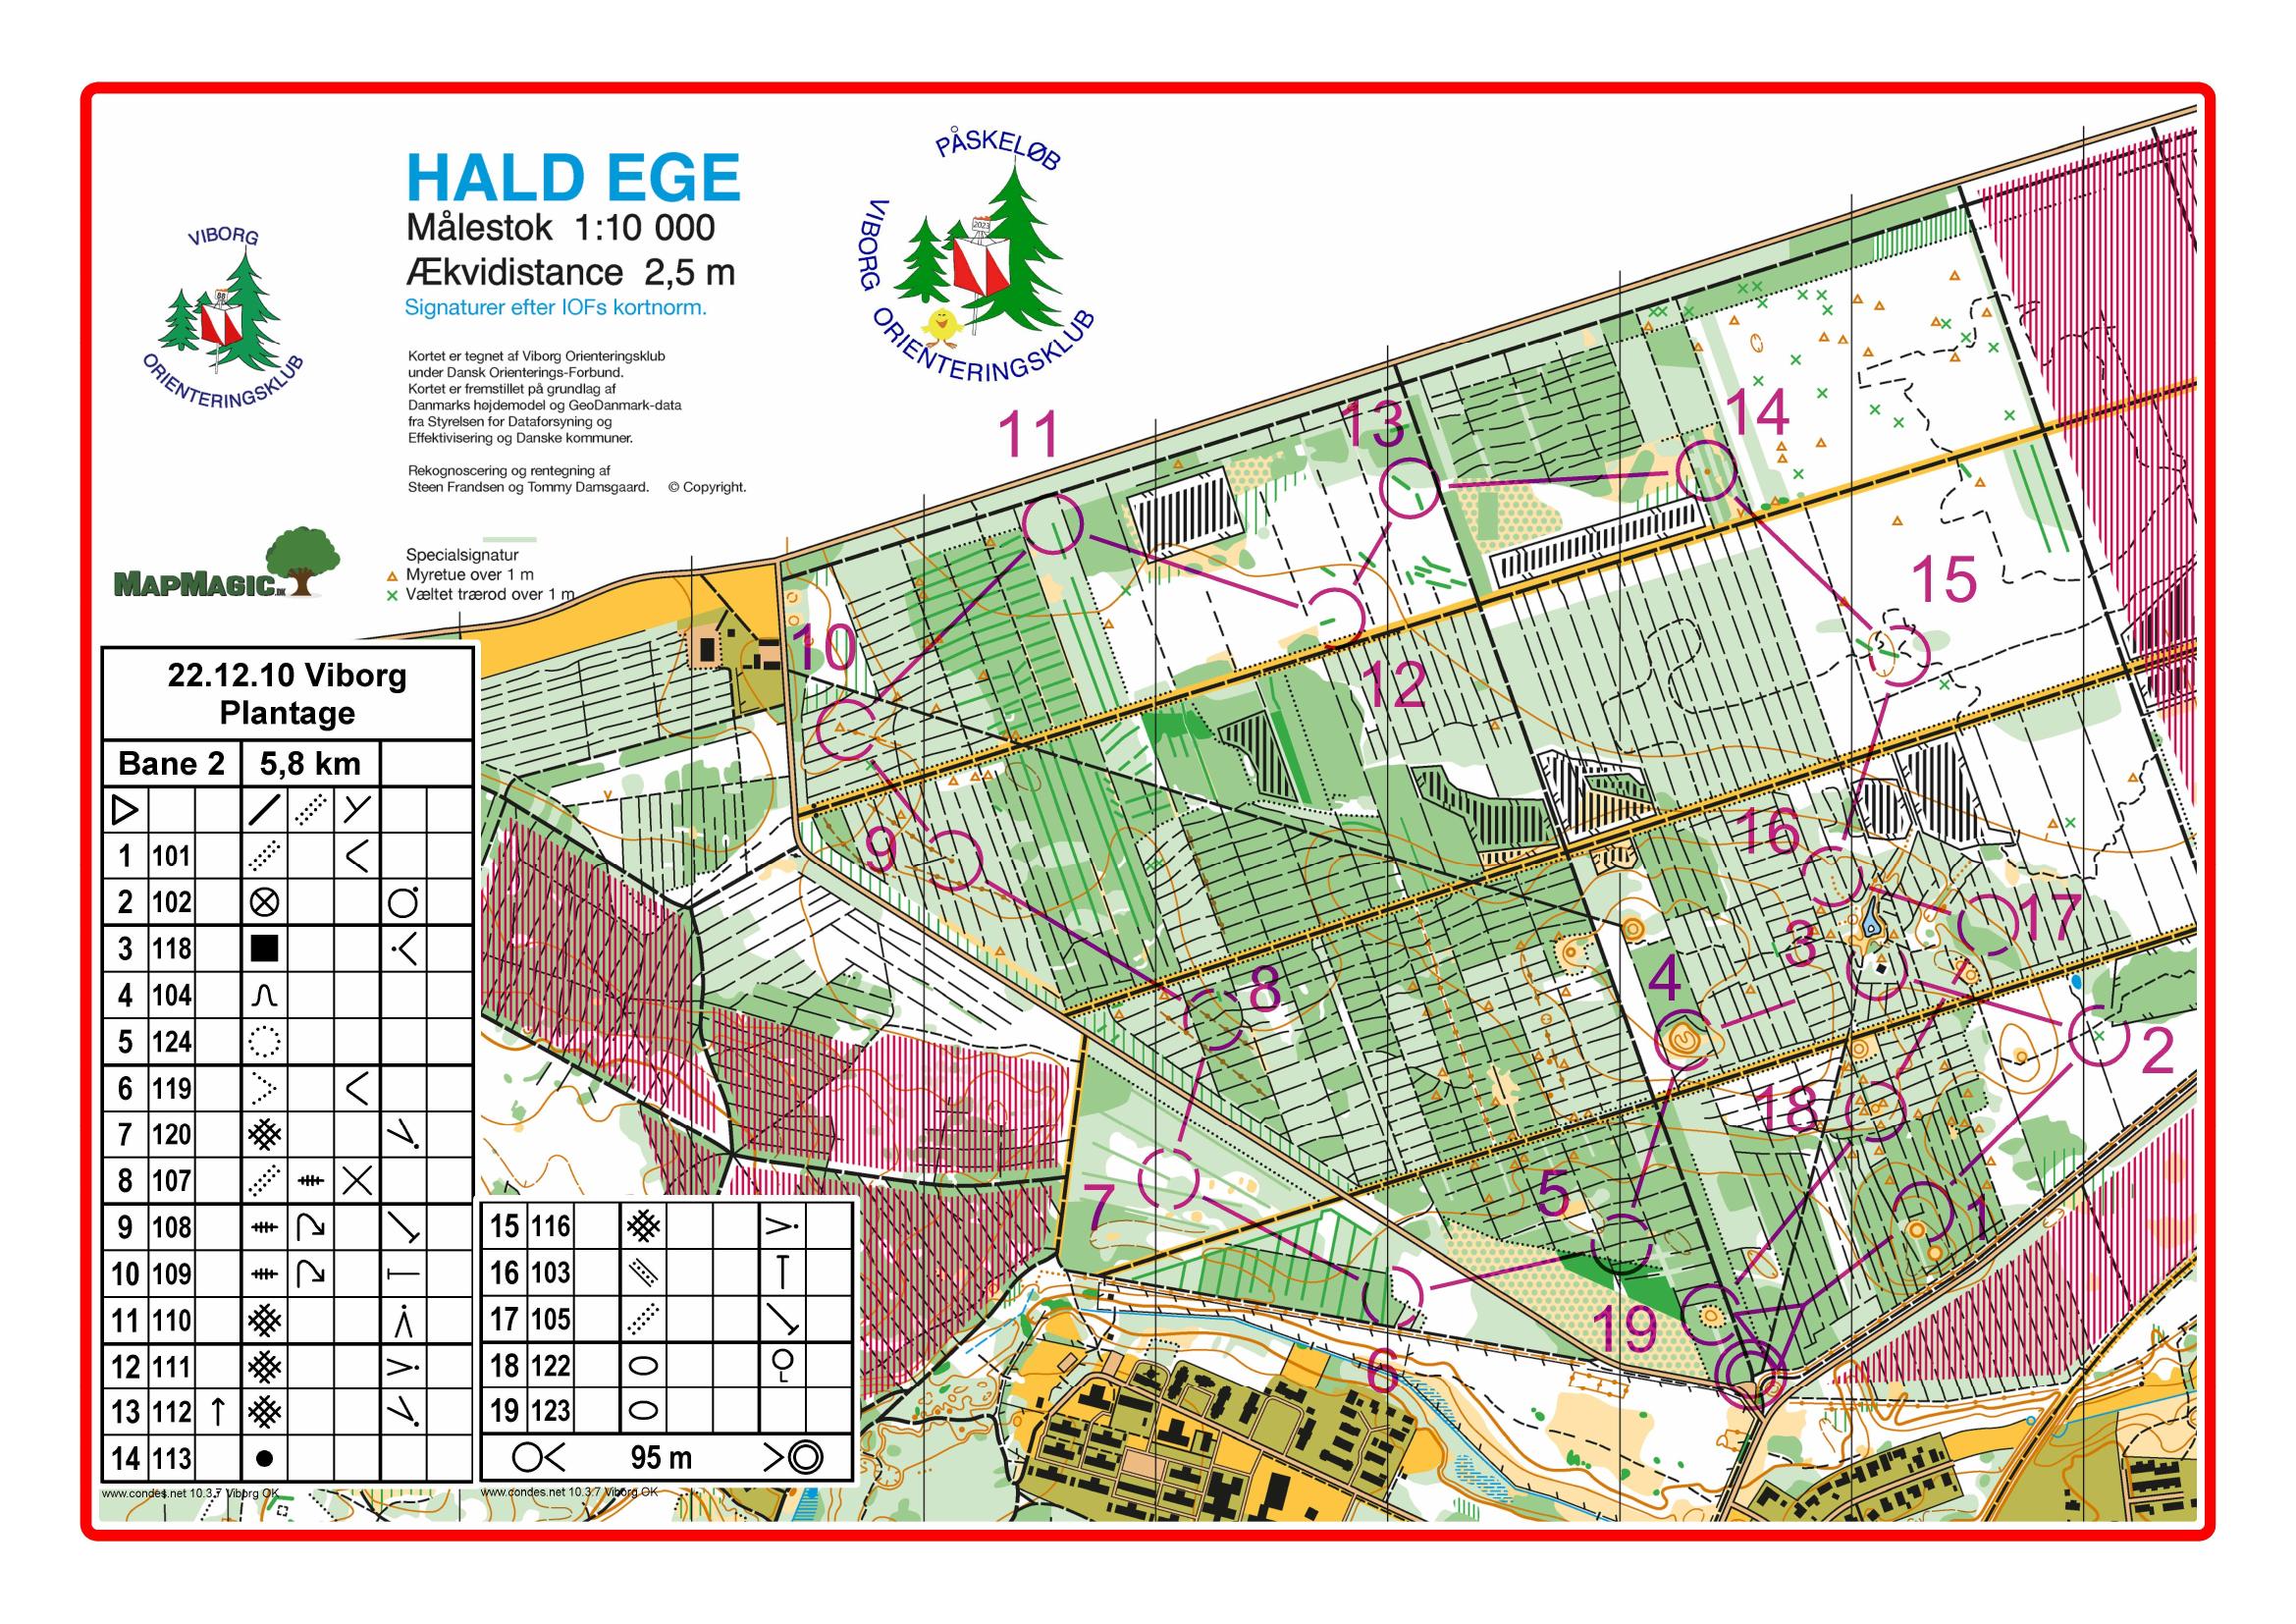 HALD EGE
Målestok 1:10 000
Ækvidistance 2,5 m
Signaturer efter IOFs kortnorm.
Kortet er tegnet af Viborg Orienteringsklub
under Dansk Orienterings-Forbund.
Kortet er fremstillet på grundlag af
Danmarks højdemodel og GeoDanmark-data
fra Styrelsen for Dataforsyning og
Effektivisering og Danske kommuner.
Rekognoscering og rentegning af
Steen Frandsen og Tommy Damsgaard. © Copyright.
VIBORG
88
ORIENTERINGSKLUB
PÅSKELØB
2023
VIBORG ORIENTERINGSKLUB
MAPMAGIC.DK
Specialsignatur
Myretue over 1 m
Væltet trærod over 1 m
22.12.10 Viborg
Plantage
Bane 2 5,8 km
1 101
2 102
3 118
4 104
5 124
6 119
7 120
8 107
9 108
10 109
11 110
12 111
13 112
14 113
www.condes.net 10.3.7 Viborg OK
15 116
16 103
17 105
18 122
19 123
95 m
www.condes.net 10.3.7 Viborg OK
11
13
14
15
10
12
16
9
17
3
8
4
2
18
5
7
1
19
6